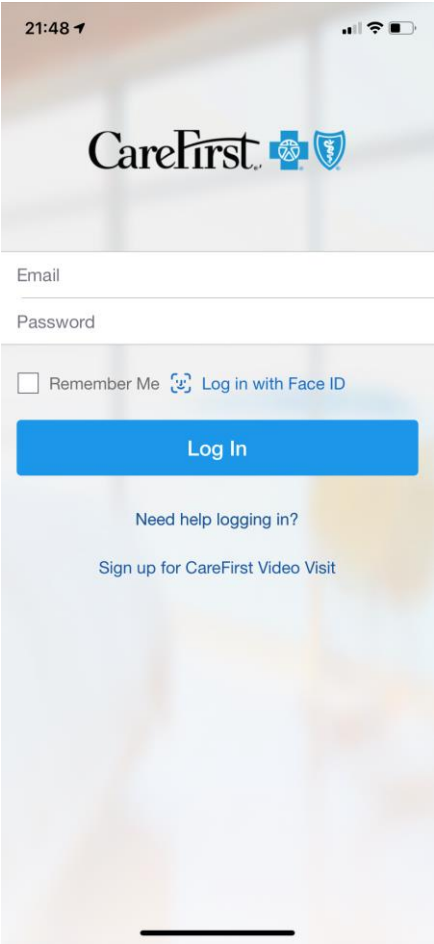 21:48
CareFirst
Email
Password
Remember Me Log in with Face ID
Log In
Need help logging in?
Sign up for CareFirst Video Visit